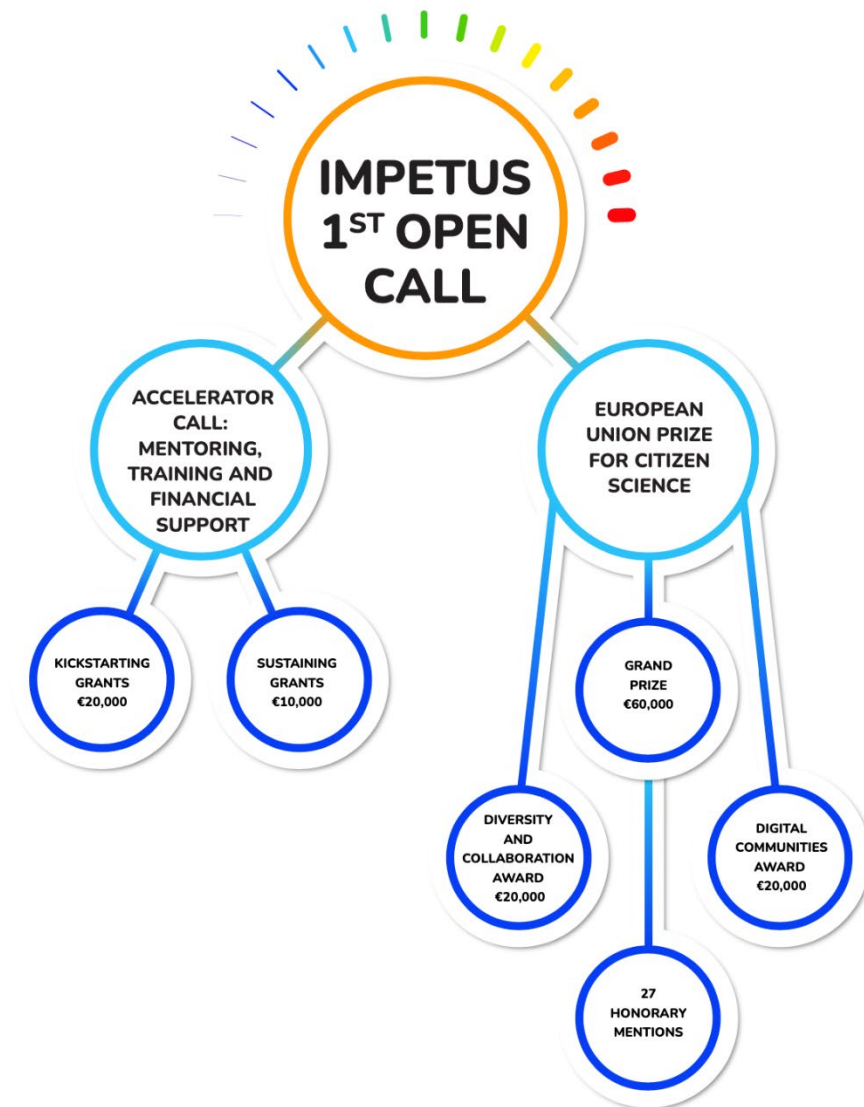 IMPETUS
1ST OPEN
CALL
ACCELERATOR
CALL:
MENTORING,
TRAINING AND
FINANCIAL
SUPPORT
EUROPEAN
UNION PRIZE
FOR CITIZEN
SCIENCE
KICKSTARTING
GRANTS
€20,000
SUSTAINING
GRANTS
€10,000
GRAND
PRIZE
€60,000
DIVERSITY
AND
COLLABORATION
AWARD
€20,000
DIGITAL
COMMUNITIES
AWARD
€20,000
27
HONORARY
MENTIONS